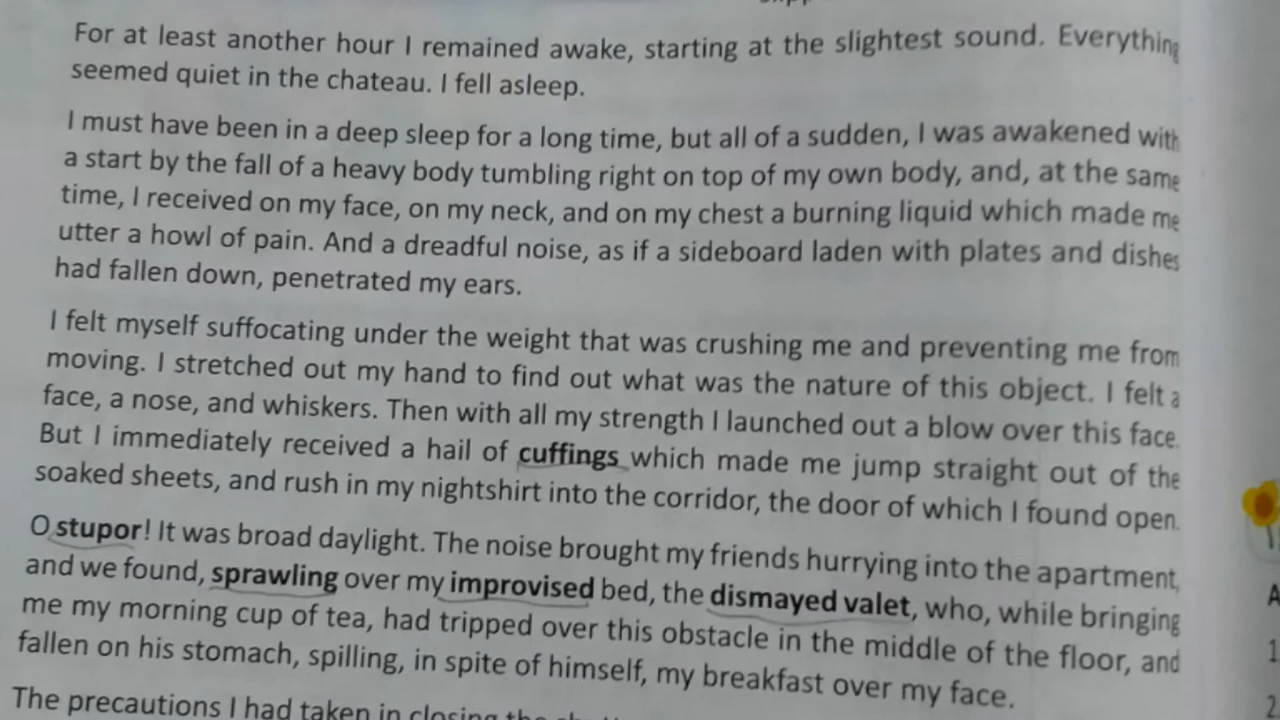 For at least another hour I remained awake, starting at the slightest sound. Everything
seemed quiet in the chateau. I fell asleep.
I must have been in a deep sleep for a long time, but all of a sudden, I was awakened with
a start by the fall of a heavy body tumbling right on top of my own body, and, at the same
time, I received on my face, on my neck, and on my chest a burning liquid which made me
utter a howl of pain. And a dreadful noise, as if a sideboard laden with plates and dishes
had fallen down, penetrated my ears.
I felt myself suffocating under the weight that was crushing me and preventing me from
moving. I stretched out my hand to find out what was the nature of this object. I felt a
face, a nose, and whiskers. Then with all my strength I launched out a blow over this face.
But I immediately received a hail of cuffings which made me jump straight out of the
soaked sheets, and rush in my nightshirt into the corridor, the door of which I found open.
O stupor! It was broad daylight. The noise brought my friends hurrying into the apartment,
and we found, sprawling over my improvised bed, the dismayed valet, who, while bringing
me my morning cup of tea, had tripped over this obstacle in the middle of the floor, and
fallen on his stomach, spilling, in spite of himself, my breakfast over my face.
The precautions I had taken in closing the
A
1
2